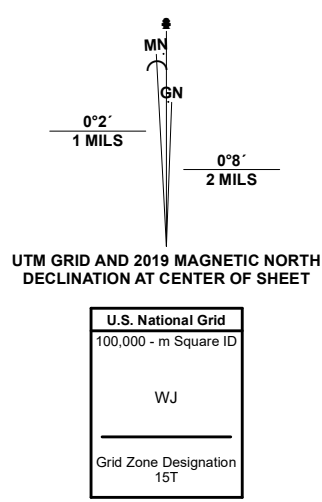 MN
GN
0°2´
1 MILS
0°8´
2 MILS
UTM GRID AND 2019 MAGNETIC NORTH
DECLINATION AT CENTER OF SHEET
U.S. National Grid
100,000 - m Square ID
WJ
Grid Zone Designation
15T